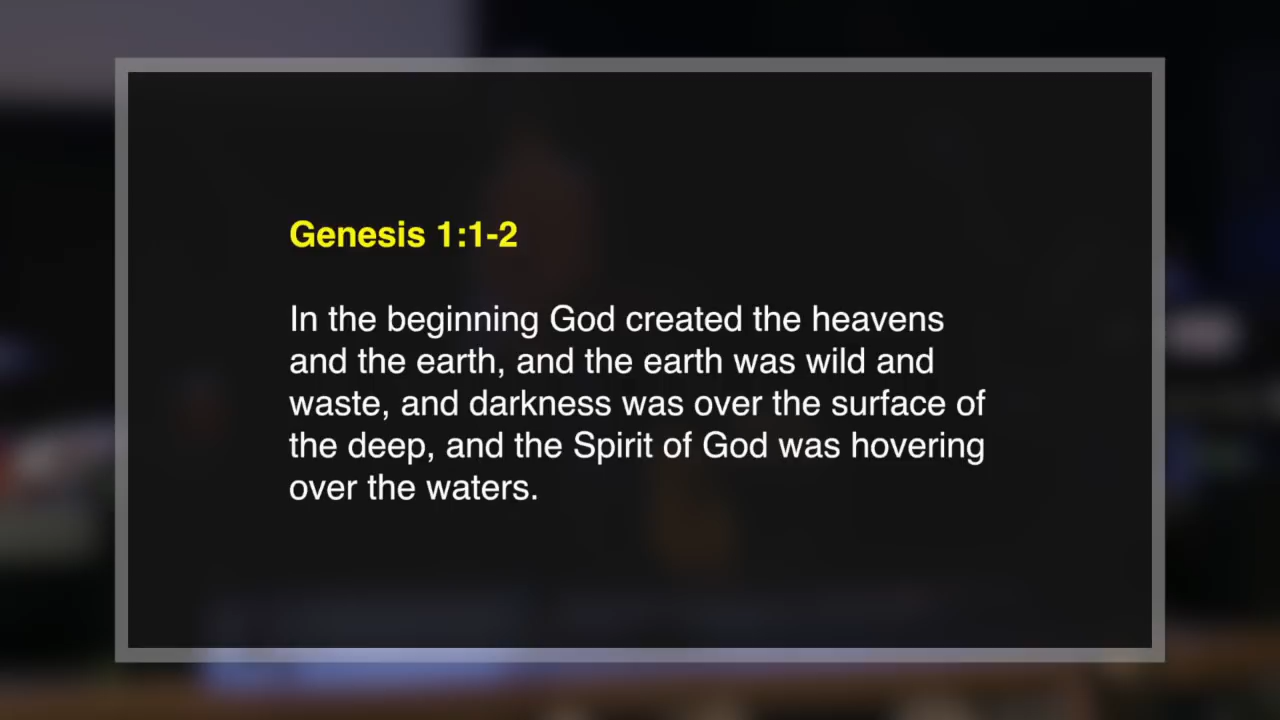 Genesis 1:1-2
In the beginning God created the heavens
and the earth, and the earth was wild and
waste, and darkness was over the surface of
the deep, and the Spirit of God was hovering
over the waters.